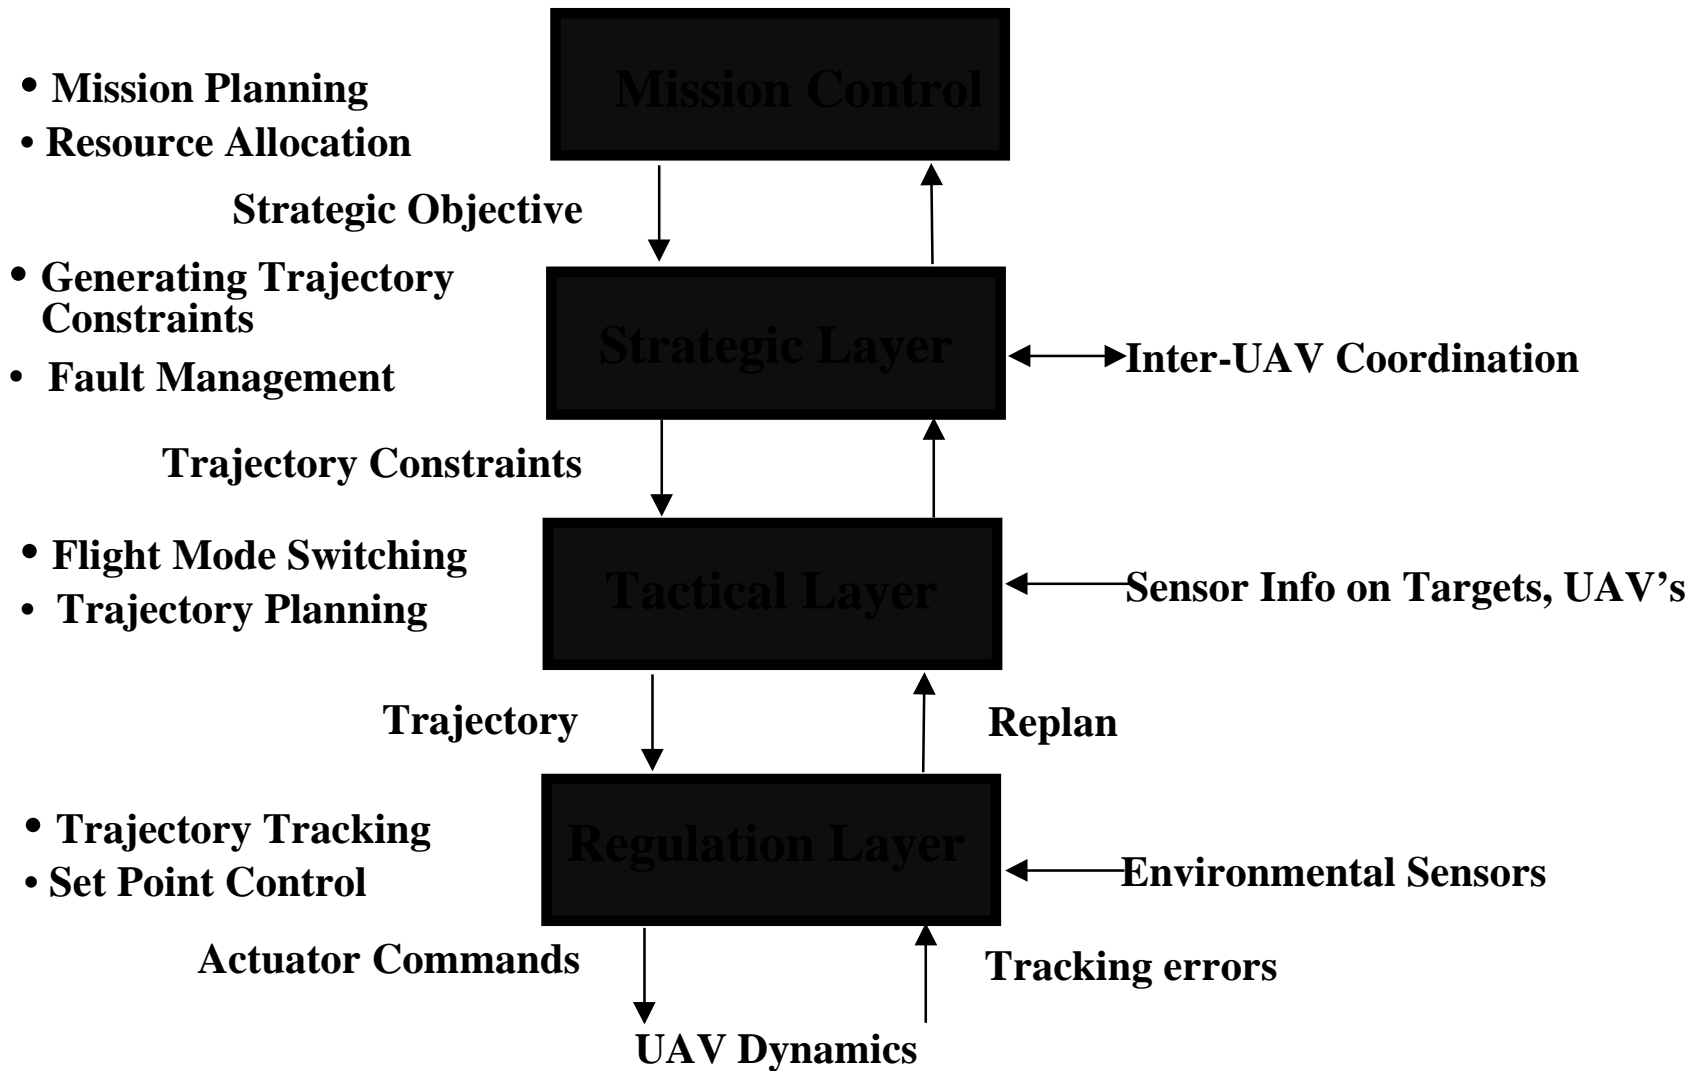 Mission Control
• Mission Planning
• Resource Allocation
Strategic Objective
• Generating Trajectory
Constraints
• Fault Management
Strategic Layer
Inter-UAV Coordination
Trajectory Constraints
• Flight Mode Switching
• Trajectory Planning
Tactical Layer
Sensor Info on Targets, UAV's
Trajectory
Replan
• Trajectory Tracking
• Set Point Control
Regulation Layer
Environmental Sensors
Actuator Commands
Tracking errors
UAV Dynamics